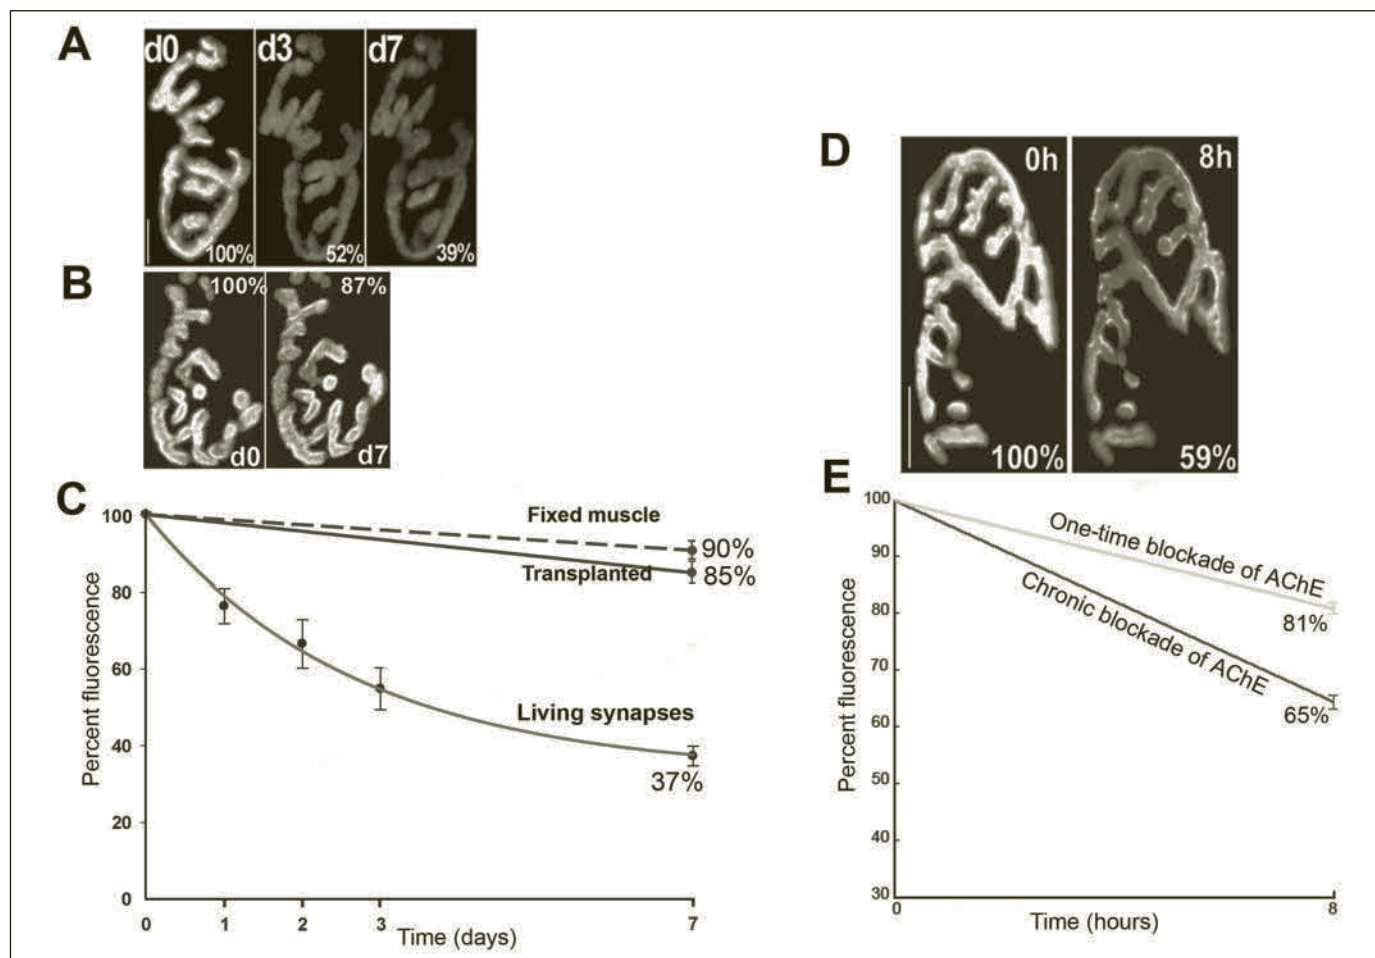 A
d0
d3
d7
100%
52%
39%
B
100%
87%
d0
d7
C
100
80
60
40
20
0
Percent fluorescence
Fixed muscle
90%
Transplanted
85%
Living synapses
37%
0
1
2
3
7
Time (days)
D
0h
8h
100%
59%
E
100
90
80
70
60
50
40
30
Percent fluorescence
One-time blockade of AChE
81%
Chronic blockade of AChE
65%
0
8
Time (hours)